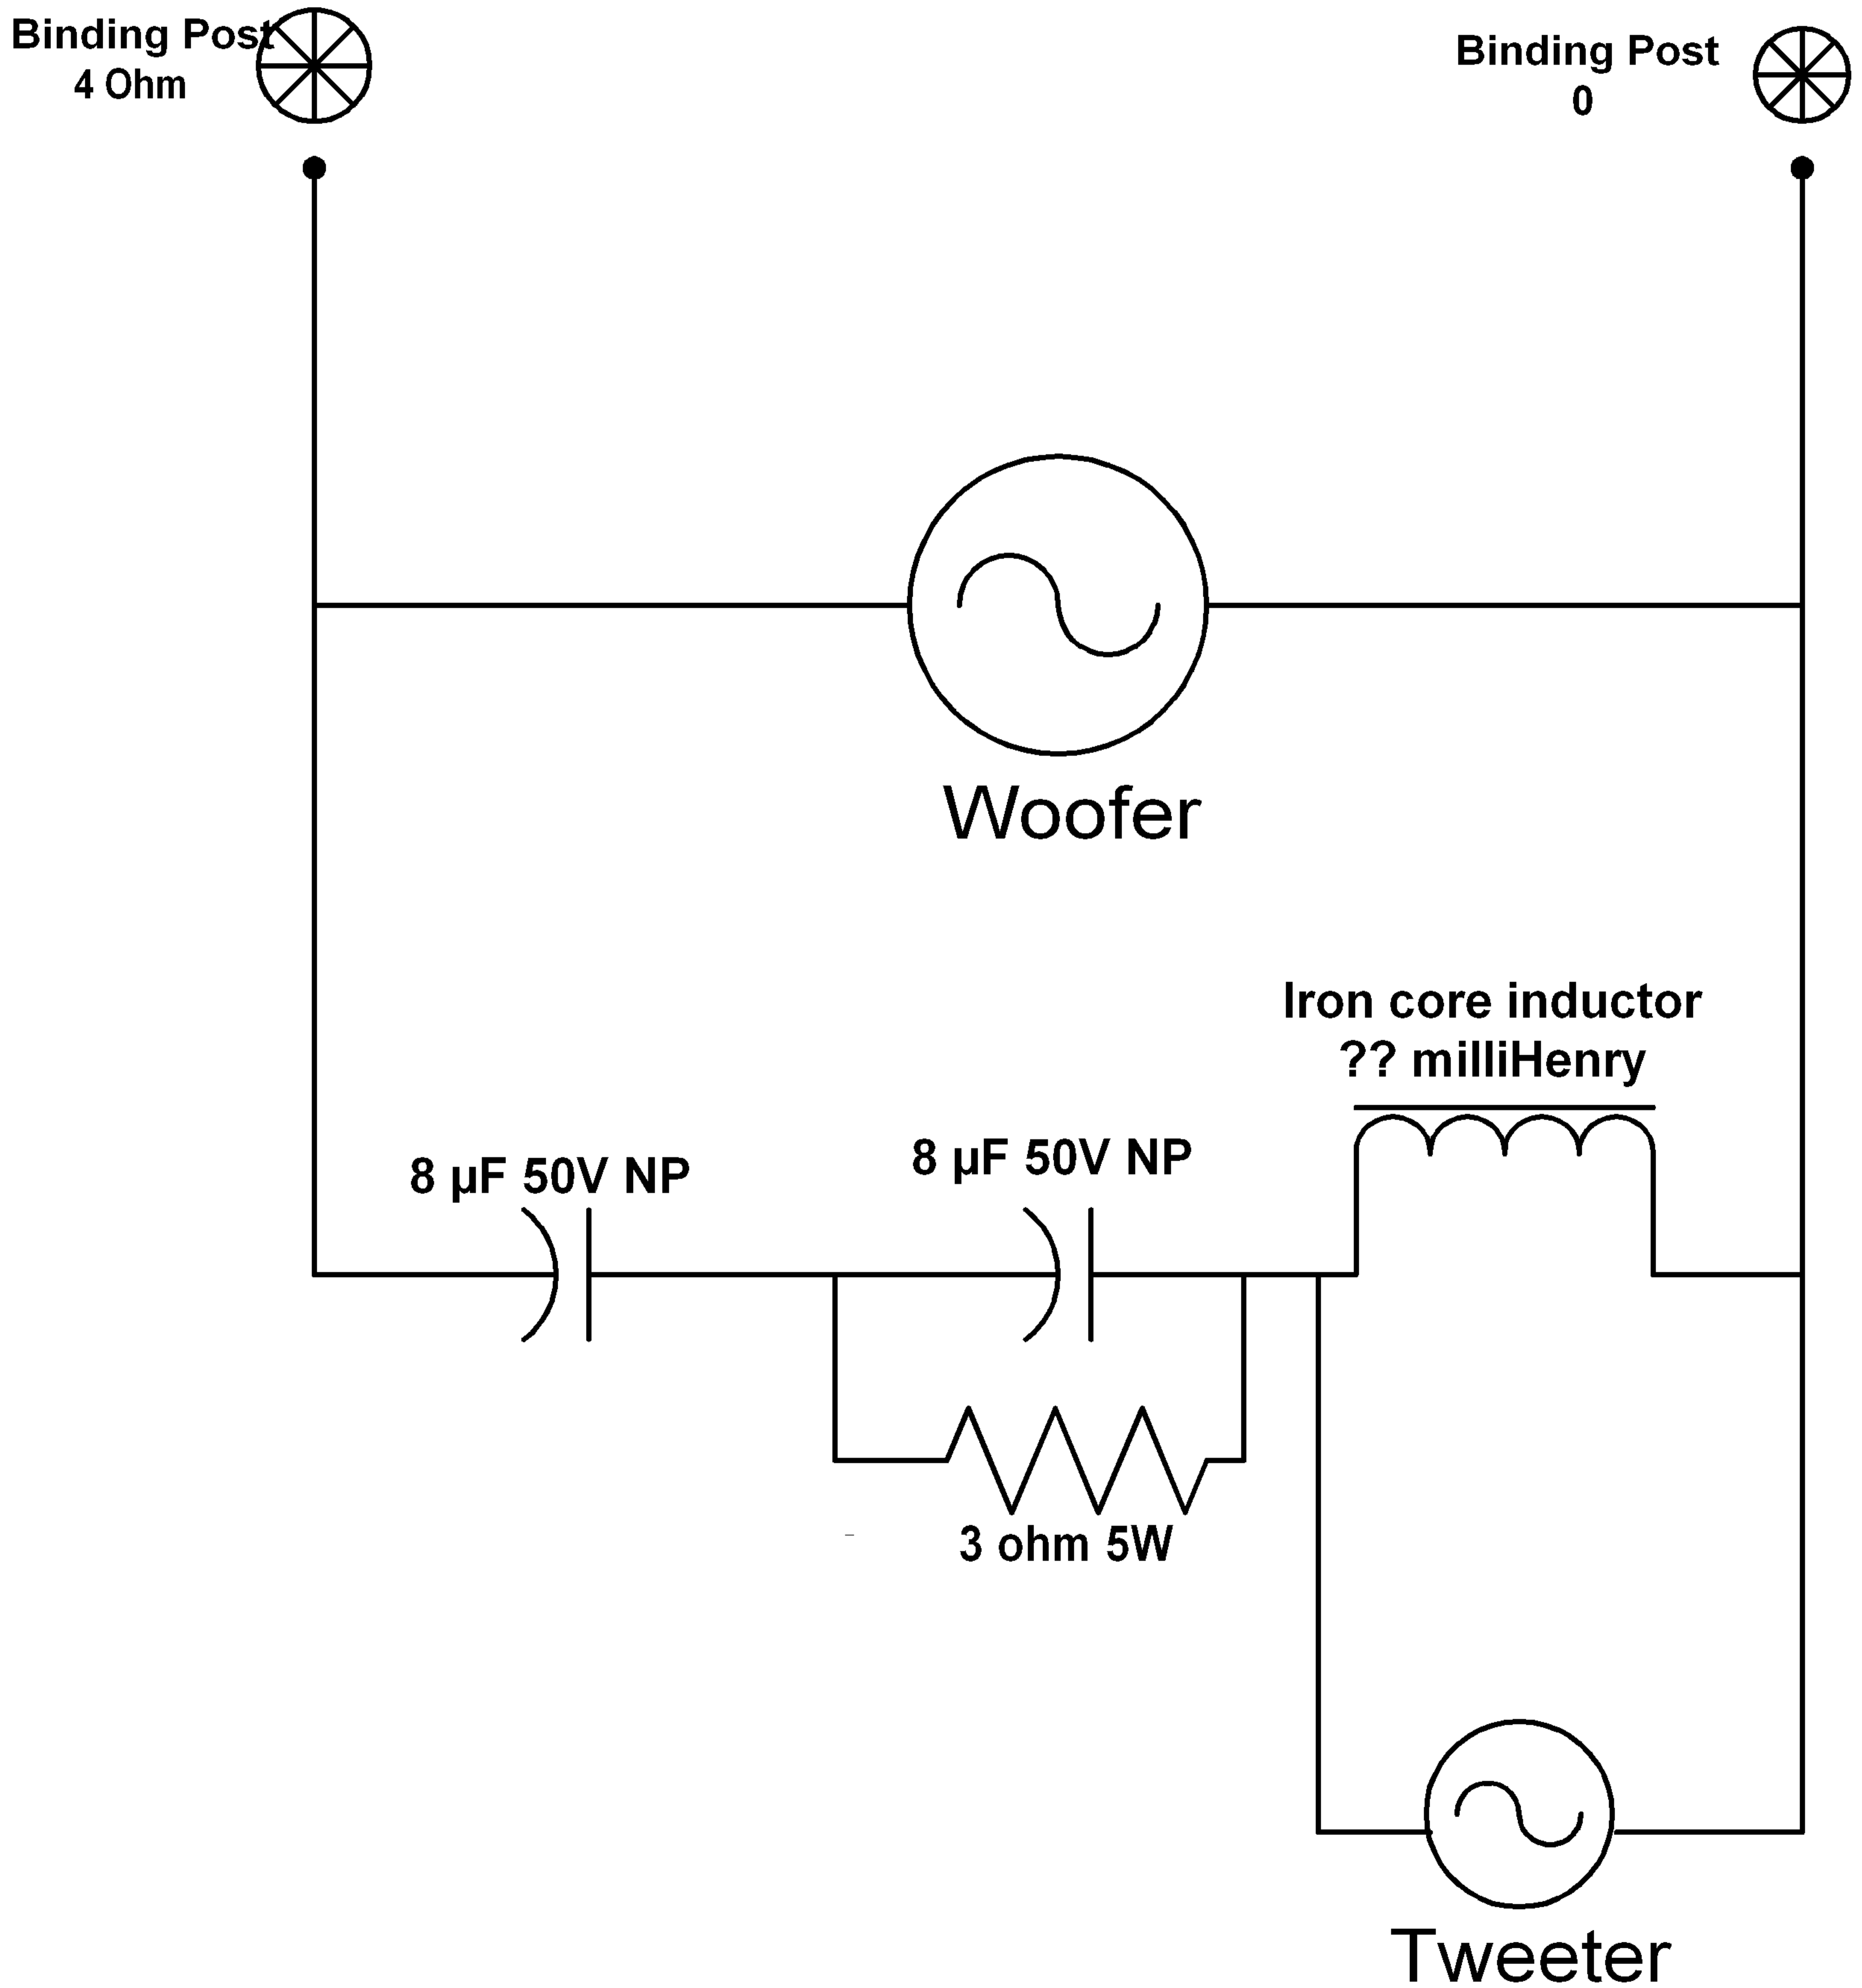 Binding Post
4 Ohm
Binding Post
0
Woofer
Iron core inductor
?? milliHenry
8 µF 50V NP
8 µF 50V NP
3 ohm 5W
Tweeter